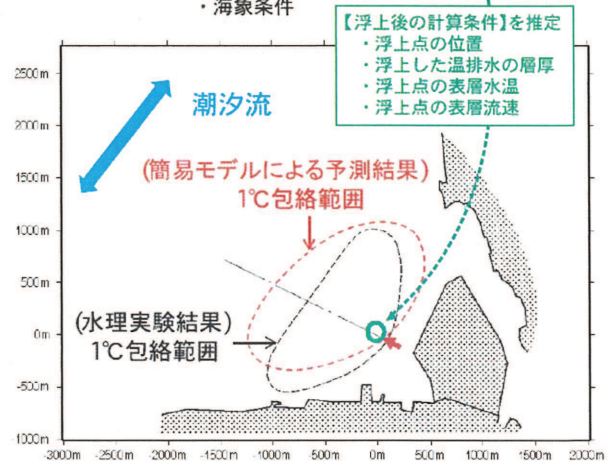 ・海象条件
【浮上後の計算条件】を推定
・浮上点の位置
・浮上した温排水の層厚
・浮上点の表層水温
・浮上点の表層流速
潮汐流
(簡易モデルによる予測結果)
1℃包絡範囲
(水理実験結果)
1℃包絡範囲
2500m
2000m
1500m
1000m
500m
0m
-500m
-1000m
-3000m -2500m -2000m -1500m -1000m -500m 0m 500m 1000m 1500m 2000m